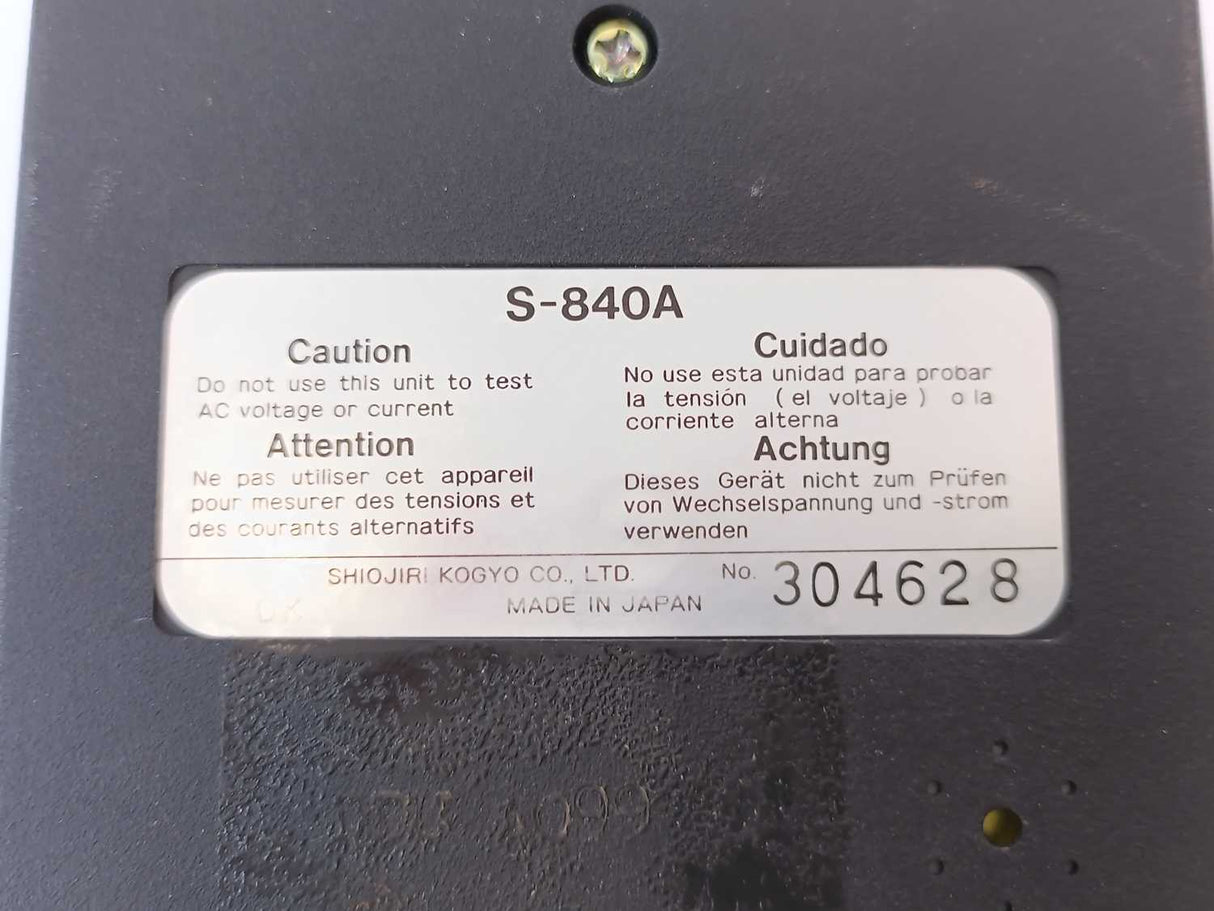 S-840A
Caution
Do not use this unit to test
AC voltage or current
Attention
Ne pas utiliser cet appareil
pour mesurer des tensions et
des courants alternatifs
Cuidado
No use esta unidad para probar
la tensión ( el voltaje ) o la
corriente alterna
Achtung
Dieses Gerät nicht zum Prüfen
von Wechselspannung und -strom
verwenden
SHIOJIRI KOGYO CO., LTD.
MADE IN JAPAN
No. 304628